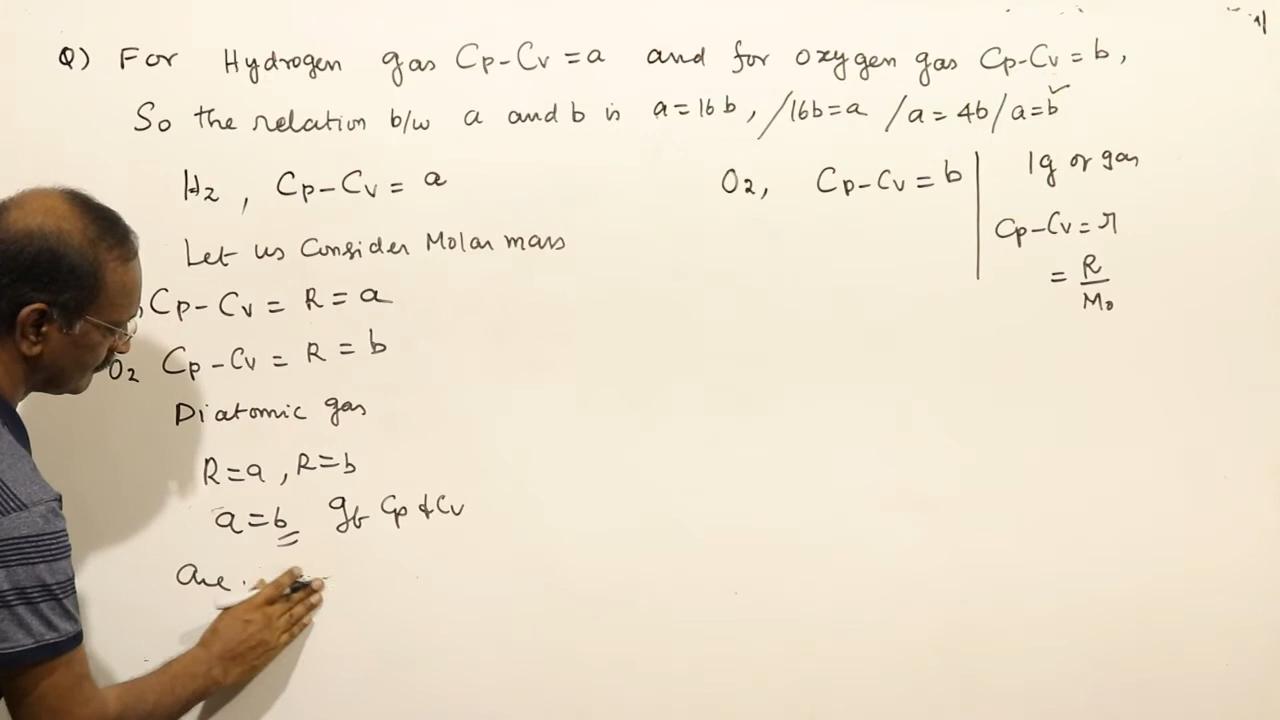 Q) For Hydrogen gas Cp-Cv = a and for oxygen gas Cp-Cv = b,
So the relation b/w a and b is a = 16 b, /16b = a /a = 4b/a = b ✓
H2, Cp-Cv = a
Let us Consider Molar mass
Cp-Cv = R = a
O2 Cp-Cv = R = b
Diatomic gas
R = a, R = b
a = b If Cp & Cv
are
O2, Cp-Cv = b
1g or gas
Cp-Cv = r
= R/M0